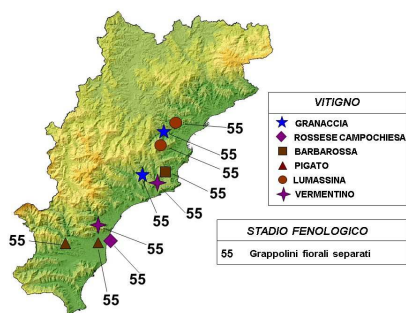 55
55
55
55
55
55
55
55
55
55
VITIGNO
GRANACCIA
ROSSESE CAMPOCHIESA
BARBAROSSA
PIGATO
LUMASSINA
VERMENTINO
STADIO FENOLOGICO
55 Grappolini fiorali separati